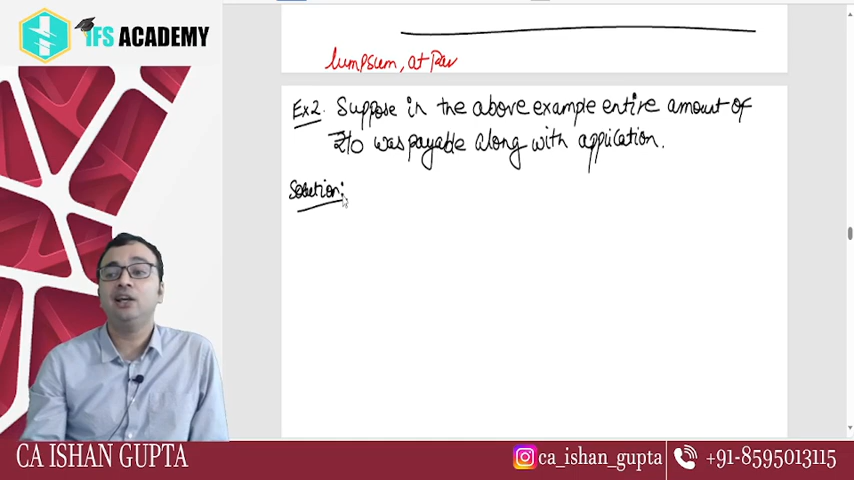 IFS ACADEMY
lumpsum, at Par
Ex2. Suppose in the above example entire amount of
₹10 was payable along with application.
Solution:
CA ISHAN GUPTA
ca_ishan_gupta
+91-8595013115